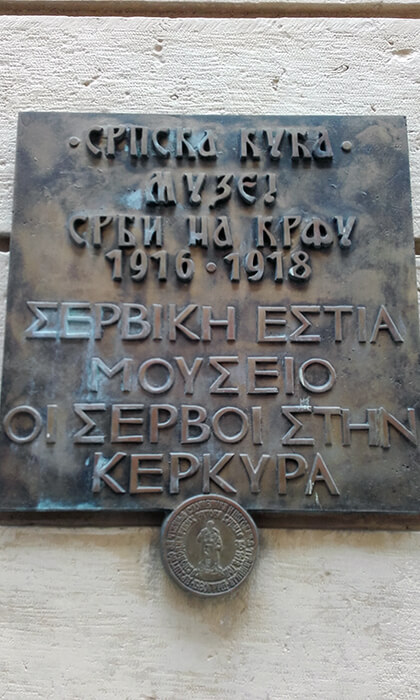 • СРПСКА КУЋА •
МУЗЕЈ
СРБИ НА КРФУ
1916 • 1918
ΣΕΡΒΙΚΗ ΕΣΤΙΑ
ΜΟΥΣΕΙΟ
ΟΙ ΣΕΡΒΟΙ ΣΤΗΝ
ΚΕΡΚΥΡΑ